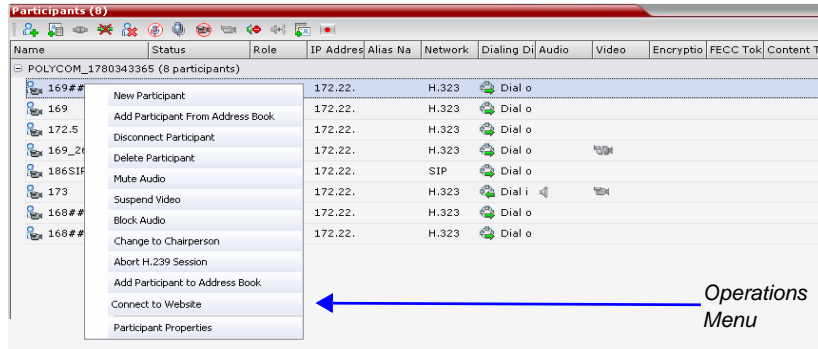 Participants (8)
Name Status Role IP Addres Alias Na Network Dialing Di Audio Video Encryptio FECC Tok Content T
POLYCOM_1780343365 (8 participants)
169## 172.22. H.323 Dial o
169 172.22. H.323 Dial o
172.5 172.22. H.323 Dial o
169_26 172.22. H.323 Dial o
186SIP 172.22. SIP Dial o
173 172.22. H.323 Dial i
168## 172.22. H.323 Dial o
168## 172.22. H.323 Dial o
New Participant
Add Participant From Address Book
Disconnect Participant
Delete Participant
Mute Audio
Suspend Video
Block Audio
Change to Chairperson
Abort H.239 Session
Add Participant to Address Book
Connect to Website
Participant Properties
Operations
Menu